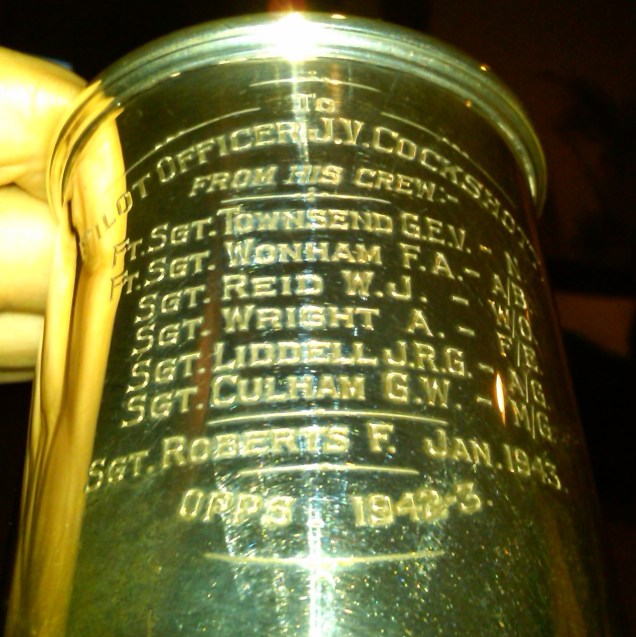 To
PILOT OFFICER J.V. COCKSHOTT
FROM HIS CREW:-
FT. SGT. TOWNSEND G.E.V. - N
FT. SGT. WONHAM F.A. - A/B.
SGT. REID W.J. - W/O.
SGT. WRIGHT A. - F/E.
SGT. LIDDELL J.R.G. - A/G.
SGT. CULHAM G.W. - M/G.
SGT. ROBERTS F. JAN. 1943.
OPPS. 1942-3.